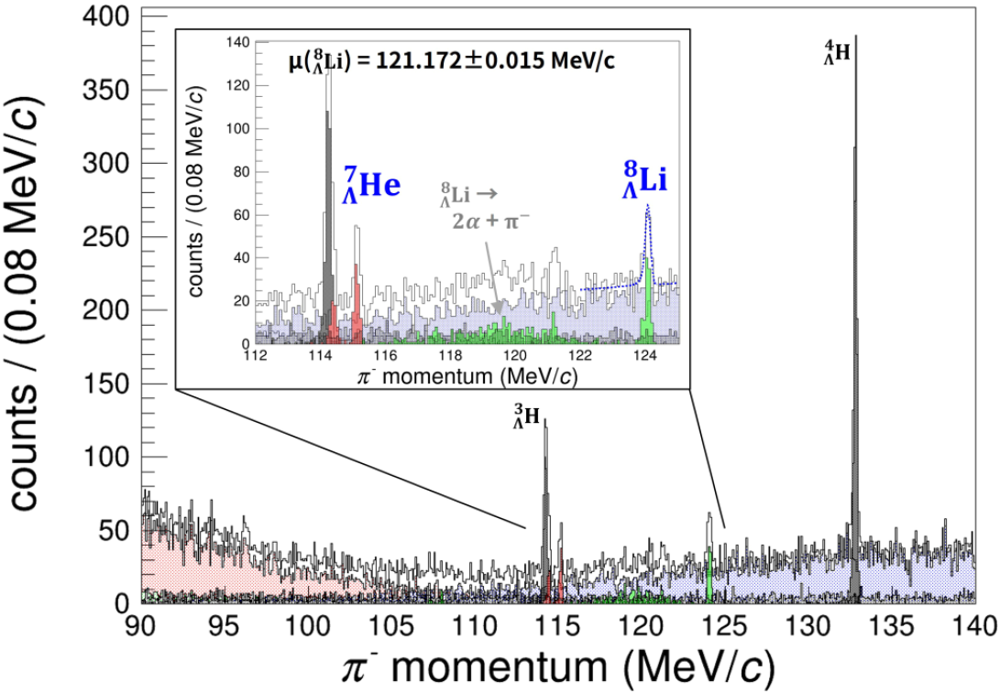 400
350
300
250
200
150
100
50
0
counts / (0.08 MeV/c)
90 95 100 105 110 115 120 125 130 135 140
π⁻ momentum (MeV/c)
³ΛH
⁴ΛH
μ(⁸ΛLi) = 121.172±0.015 MeV/c
140
120
100
80
60
40
20
0
counts / (0.08 MeV/c)
⁷ΛHe
⁸ΛLi →
2α + π⁻
⁸ΛLi
112 114 116 118 120 122 124
π⁻ momentum (MeV/c)